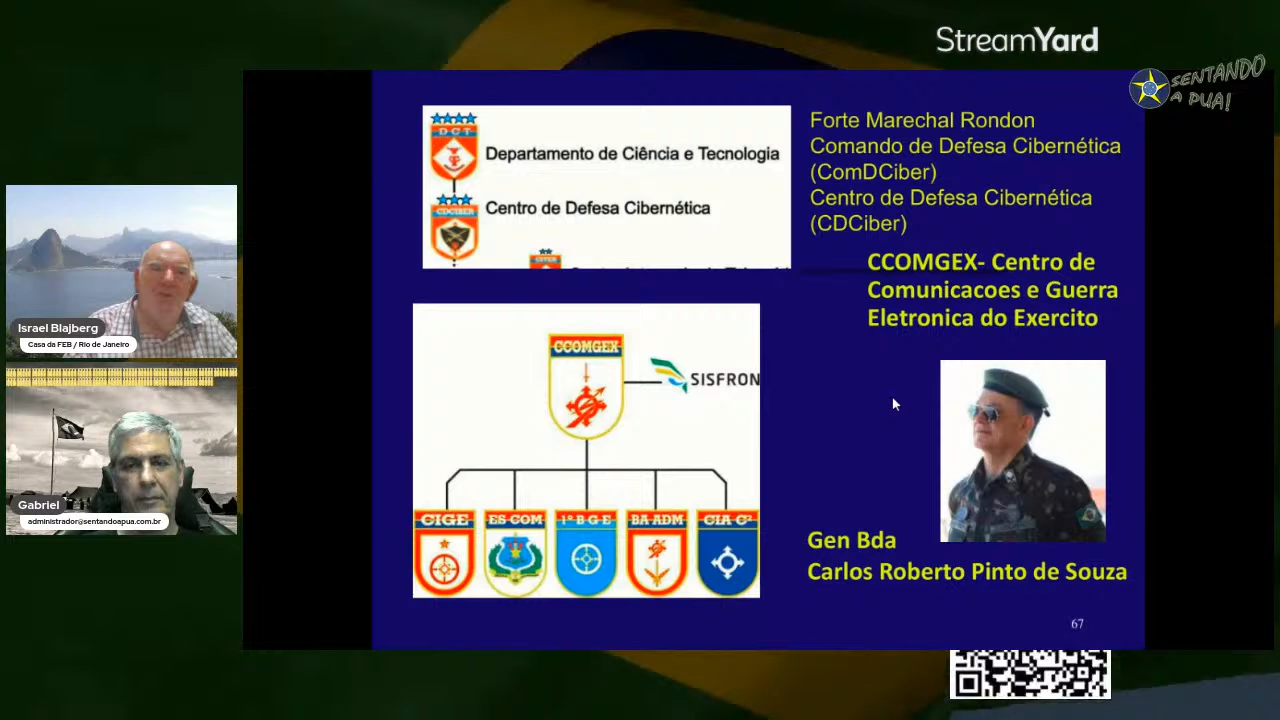 StreamYard
SENTANDO
A PUA!
DCT
Departamento de Ciência e Tecnologia
CDCIBER
Centro de Defesa Cibernética
Forte Marechal Rondon
Comando de Defesa Cibernética
(ComDCiber)
Centro de Defesa Cibernética
(CDCiber)
CCOMGEX- Centro de
Comunicacoes e Guerra
Eletronica do Exercito
CCOMGEX
SISFRON
CIGE
ES COM
1º B G E
BA ADM
CIA C²
Gen Bda
Carlos Roberto Pinto de Souza
67
Israel Blajberg
Casa da FEB / Rio de Janeiro
Gabriel
administrador@sentandoapua.com.br